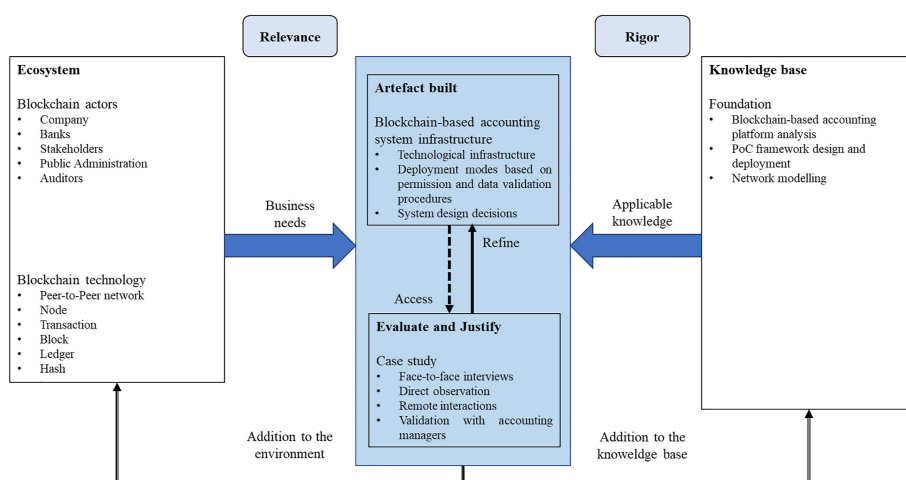 Relevance
Rigor
Ecosystem
Blockchain actors
• Company
• Banks
• Stakeholders
• Public Administration
• Auditors
Blockchain technology
• Peer-to-Peer network
• Node
• Transaction
• Block
• Ledger
• Hash
Business
needs
Artefact built
Blockchain-based accounting
system infrastructure
• Technological infrastructure
• Deployment modes based on
permission and data validation
procedures
• System design decisions
Refine
Access
Evaluate and Justify
Case study
• Face-to-face interviews
• Direct observation
• Remote interactions
• Validation with accounting
managers
Applicable
knowledge
Knowledge base
Foundation
• Blockchain-based accounting
platform analysis
• PoC framework design and
deployment
• Network modelling
Addition to the
environment
Addition to the
knoweldge base